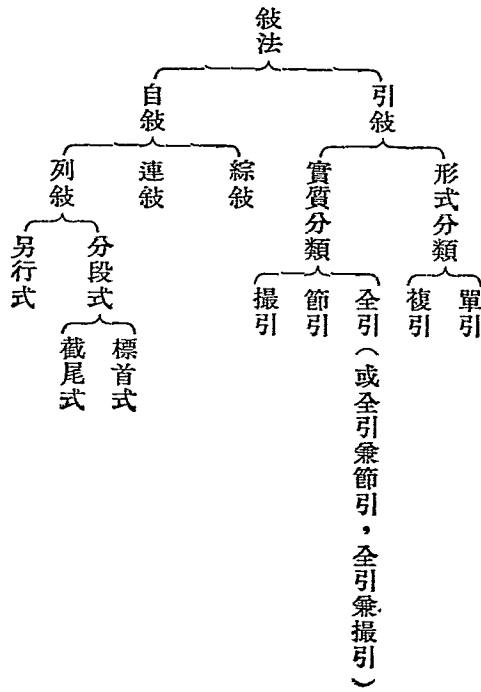 敍法
引敍
形式分類
單引
複引
實質分類
全引（或全引兼節引，全引兼撮引）
節引
撮引
自敍
綜敍
連敍
列敍
分段式
標首式
截尾式
另行式